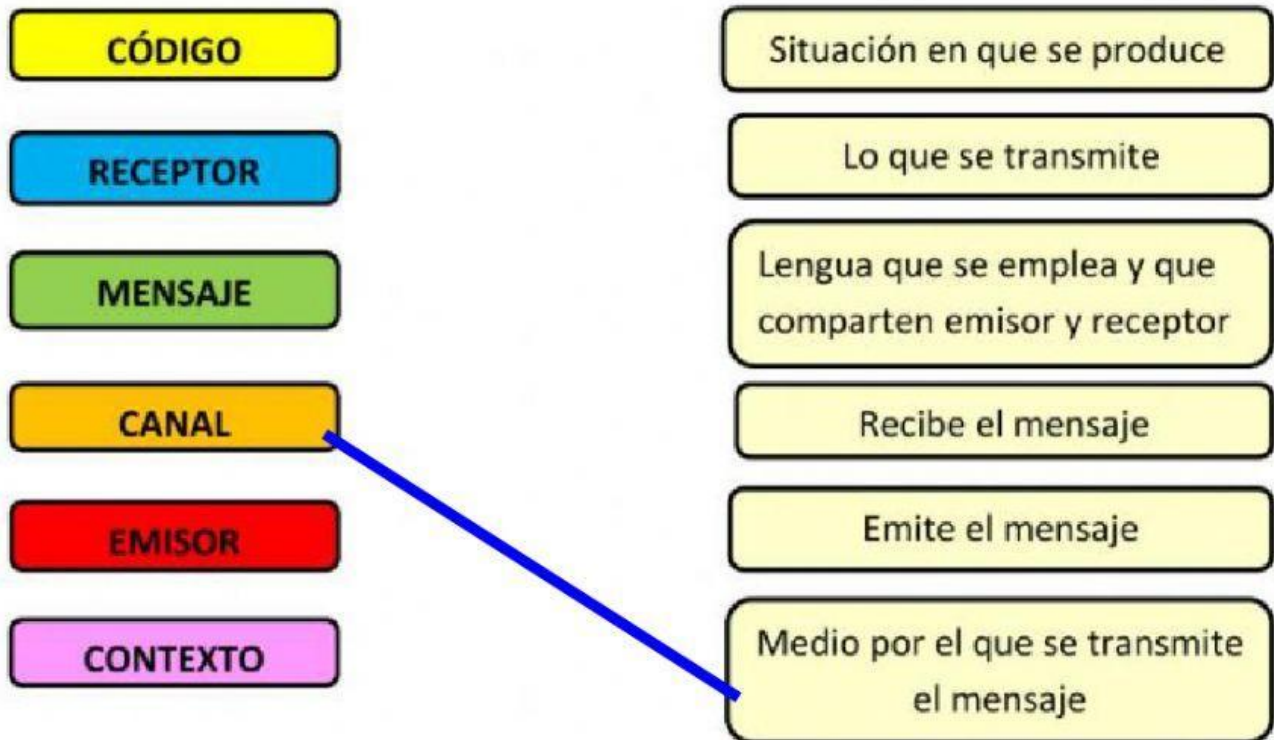 CÓDIGO
Situación en que se produce
RECEPTOR
Lo que se transmite
MENSAJE
Lengua que se emplea y que
comparten emisor y receptor
CANAL
Recibe el mensaje
EMISOR
Emite el mensaje
CONTEXTO
Medio por el que se transmite
el mensaje